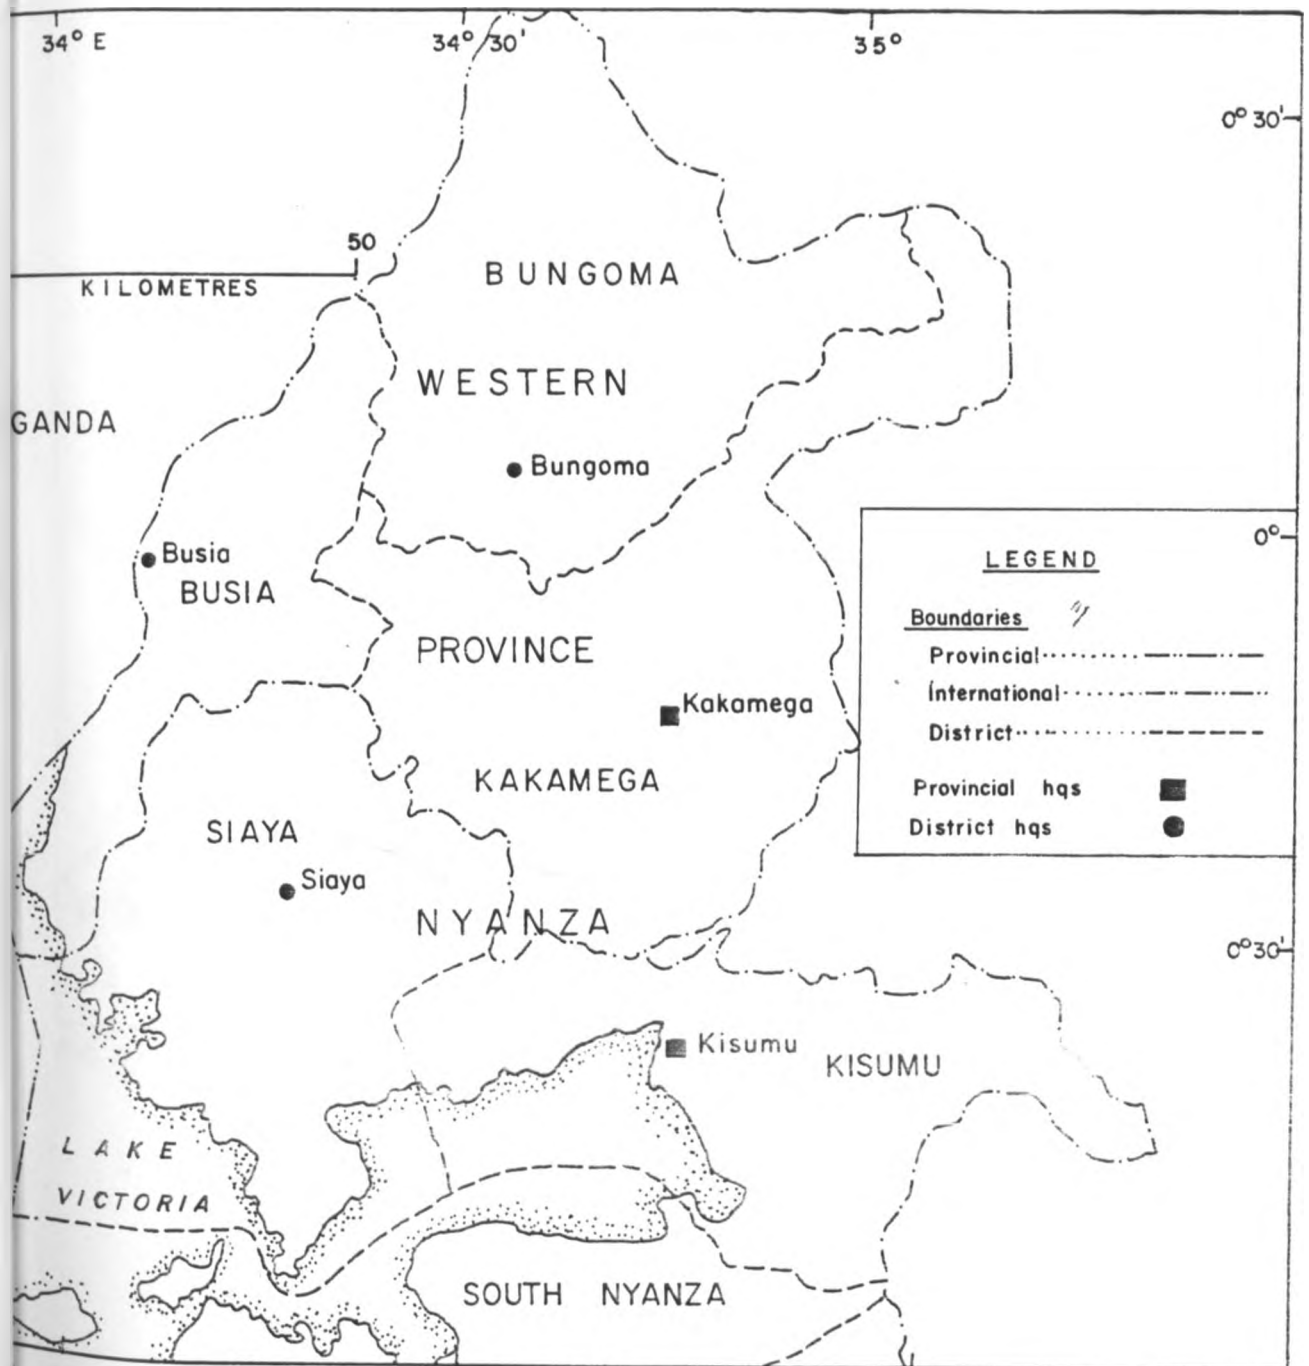 34° E
34° 30'
35°
0° 30'
50
KILOMETRES
BUNGOMA
WESTERN
GANDA
Bungoma
0°
LEGEND
Busia
BUSIA
Boundaries
Provincial
PROVINCE
International
Kakamega
District
KAKAMEGA
Provincial hqs
District hqs
SIAYA
Siaya
NYANZA
0° 30'
Kisumu
KISUMU
LAKE
VICTORIA
SOUTH NYANZA